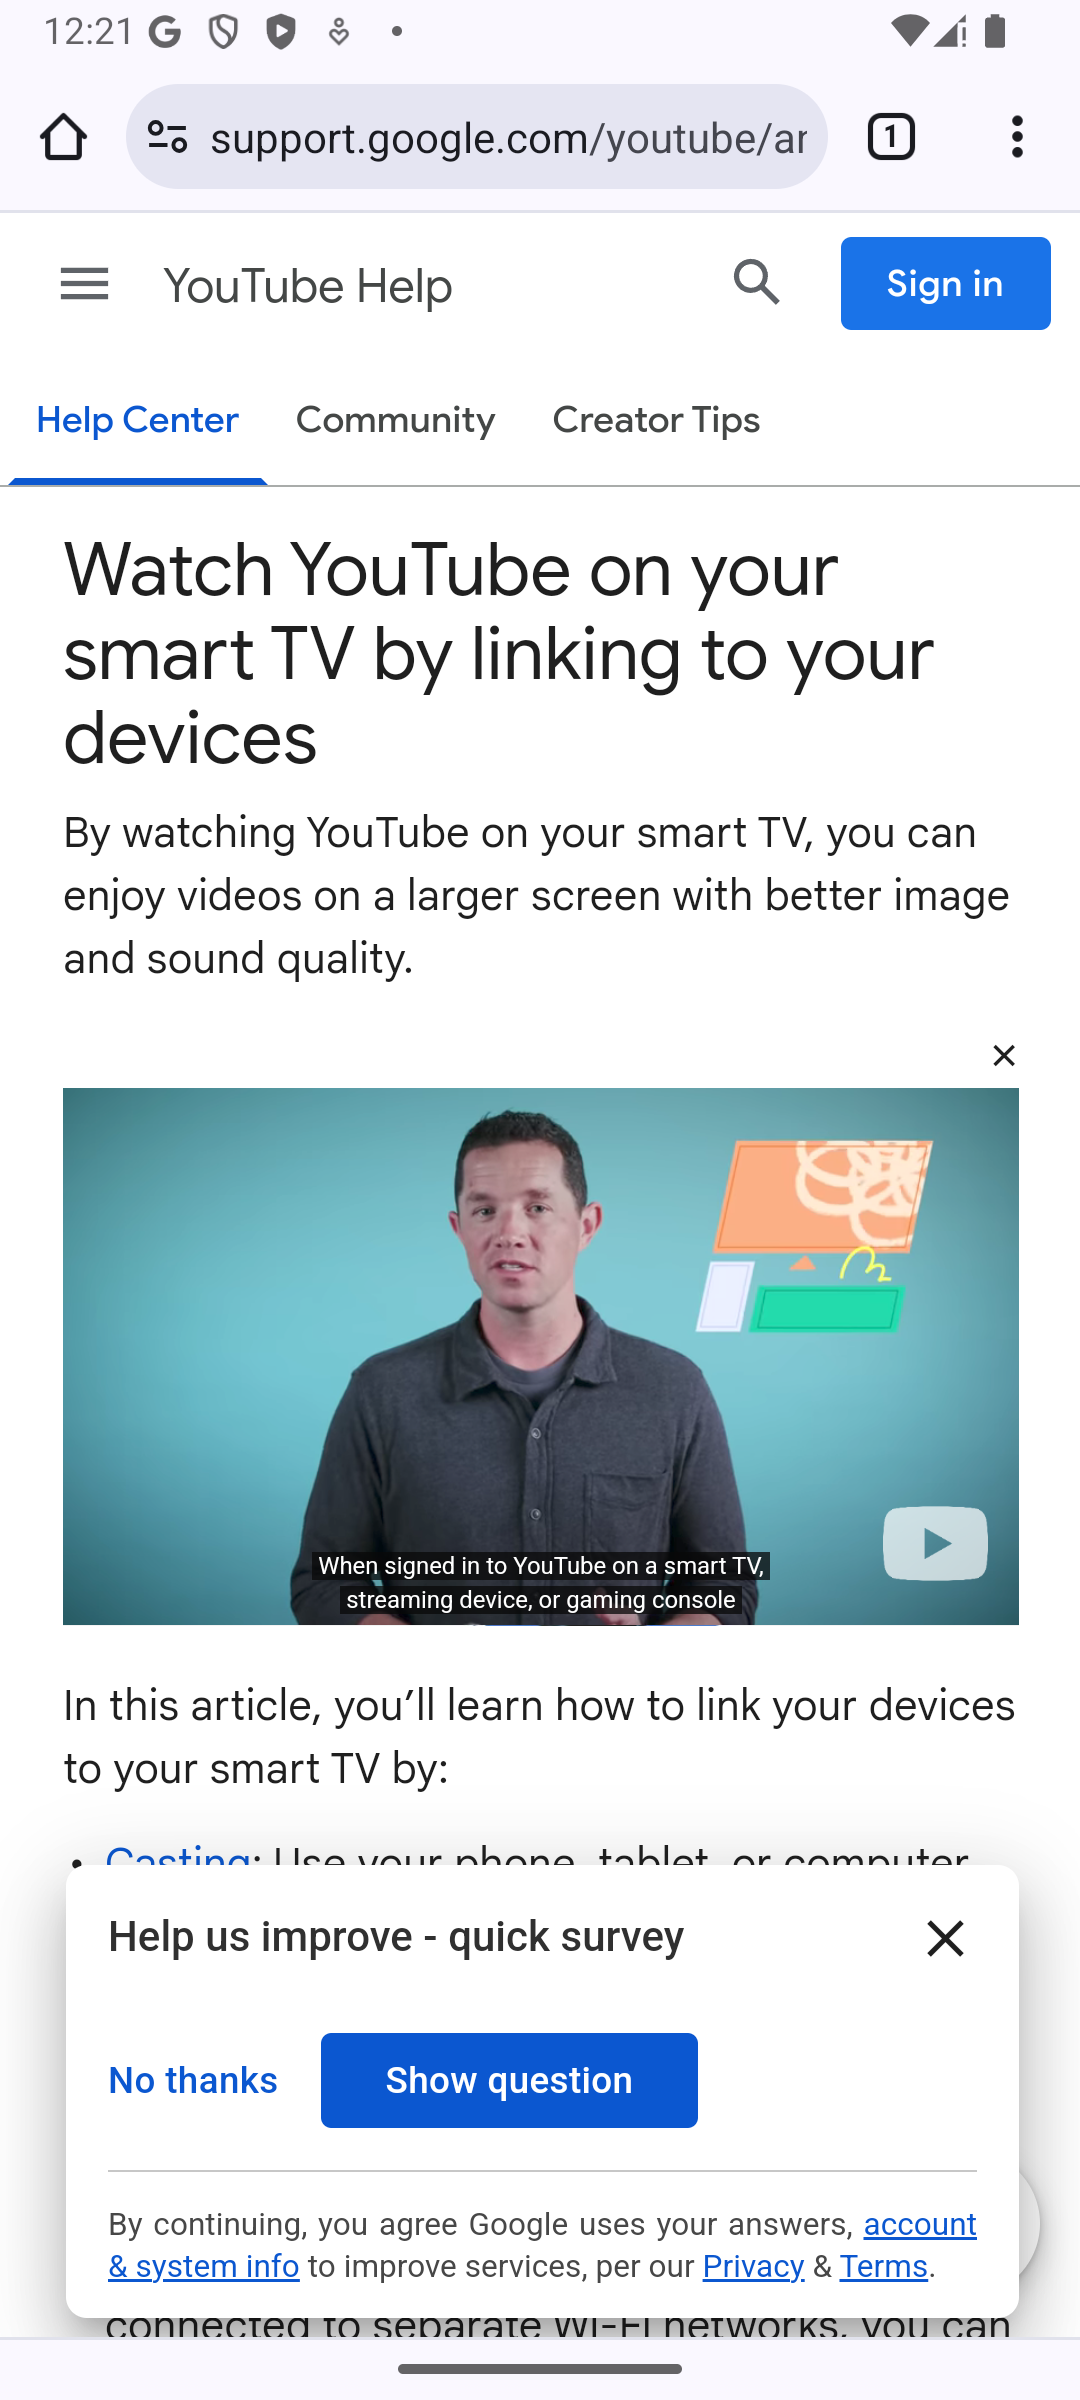 12:21
support.google.com/youtube/ar
1
YouTube Help
Sign in
Help Center
Community
Creator Tips
Watch YouTube on your
smart TV by linking to your
devices
By watching YouTube on your smart TV, you can
enjoy videos on a larger screen with better image
and sound quality.
When signed in to YouTube on a smart TV,
streaming device, or gaming console
In this article, you’ll learn how to link your devices
to your smart TV by:
• Casting: Use your phone, tablet, or computer
Help us improve - quick survey
No thanks
Show question
By continuing, you agree Google uses your answers, account
& system info to improve services, per our Privacy & Terms.
connected to separate Wi-Fi networks, you can